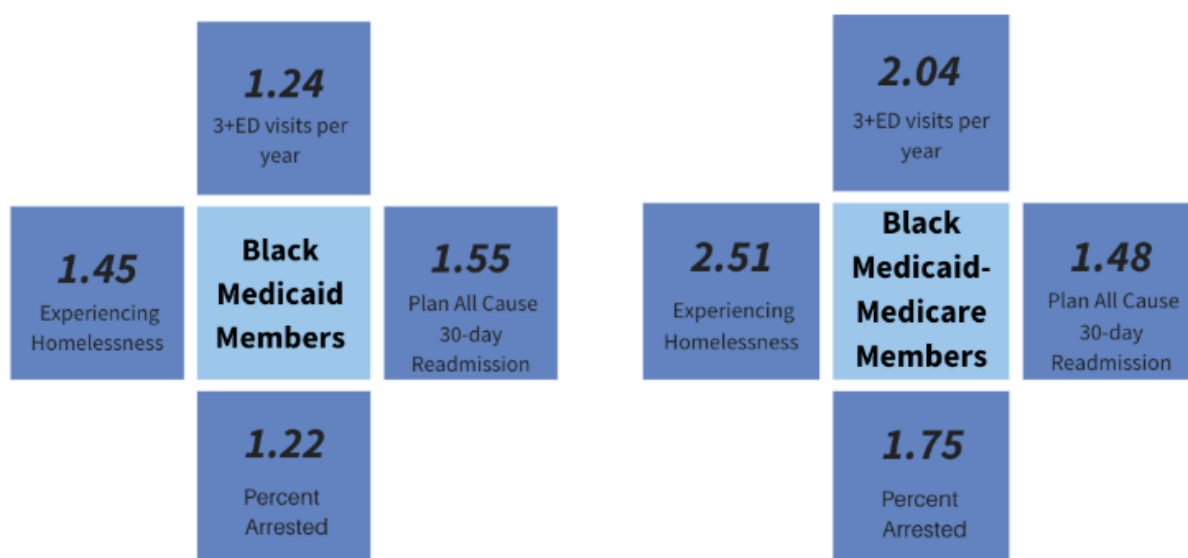 1.24
3+ED visits per
year
1.45
Experiencing
Homelessness
Black
Medicaid
Members
1.55
Plan All Cause
30-day
Readmission
1.22
Percent
Arrested
2.04
3+ED visits per
year
2.51
Experiencing
Homelessness
Black
Medicaid-
Medicare
Members
1.48
Plan All Cause
30-day
Readmission
1.75
Percent
Arrested